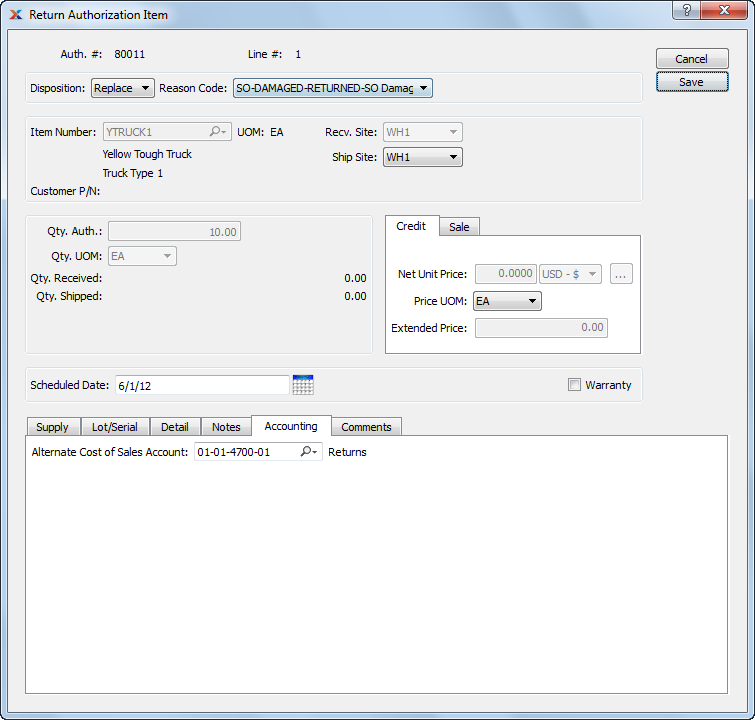 Return Authorization Item
?
Auth. #: 80011 Line #: 1
Cancel
Save
Disposition: Replace Reason Code: SO-DAMAGED-RETURNED-SO Damag
Item Number: YTRUCK1 UOM: EA Recv. Site: WH1
Yellow Tough Truck Ship Site: WH1
Truck Type 1
Customer P/N:
Qty. Auth.: 10.00
Qty. UOM: EA
Qty. Received: 0.00
Qty. Shipped: 0.00
Credit Sale
Net Unit Price: 0.0000 USD - $ ...
Price UOM: EA
Extended Price: 0.00
Scheduled Date: 6/1/12 Warranty
Supply Lot/Serial Detail Notes Accounting Comments
Alternate Cost of Sales Account: 01-01-4700-01 Returns